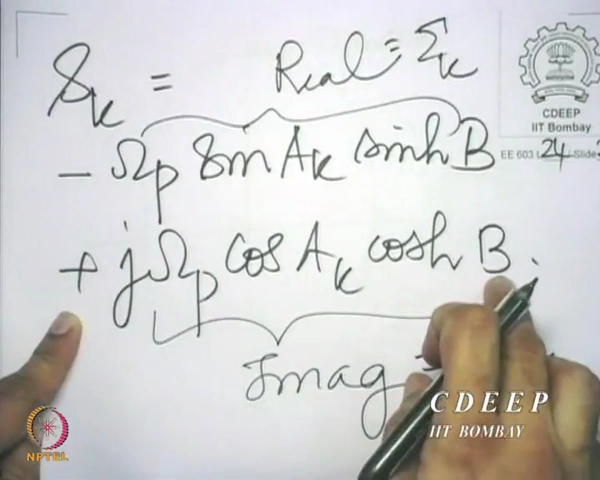 S_k = Real = Σ_k
- Ω_p Sin A_k sinh B
+ jΩ_p cos A_k cosh B.
Imag
CDEEP
IIT Bombay
EE 603 L 24 Slide
CDEEP
IIT BOMBAY
NPTEL